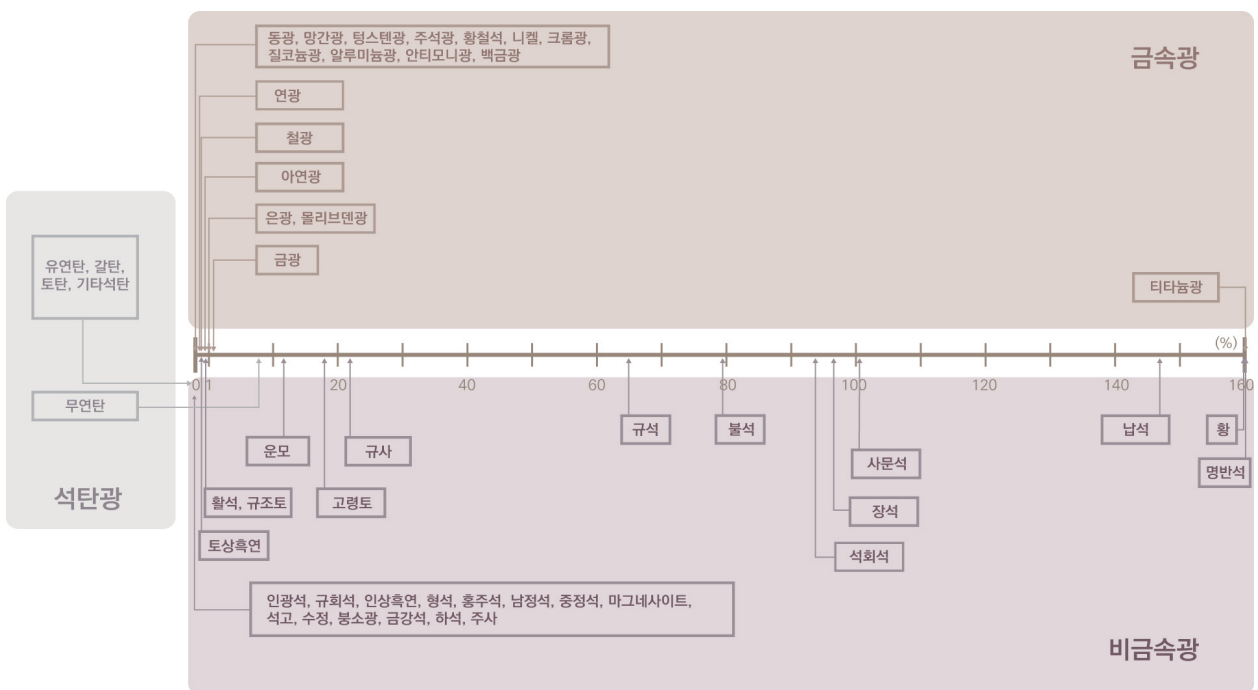 동광, 망간광, 텅스텐광, 주석광, 황철석, 니켈, 크롬광,
질코늄광, 알루미늄광, 안티모니광, 백금광
금속광
연광
철광
아연광
은광, 몰리브덴광
금광
유연탄, 갈탄,
토탄, 기타석탄
티타늄광
(%)
0 1 20 40 60 80 100 120 140 160
무연탄
규석
불석
납석
황
운모
규사
사문석
명반석
석탄광
활석, 규조토
고령토
장석
토상흑연
석회석
인광석, 규회석, 인상흑연, 형석, 홍주석, 남정석, 중정석, 마그네사이트,
석고, 수정, 붕소광, 금강석, 하석, 주사
비금속광